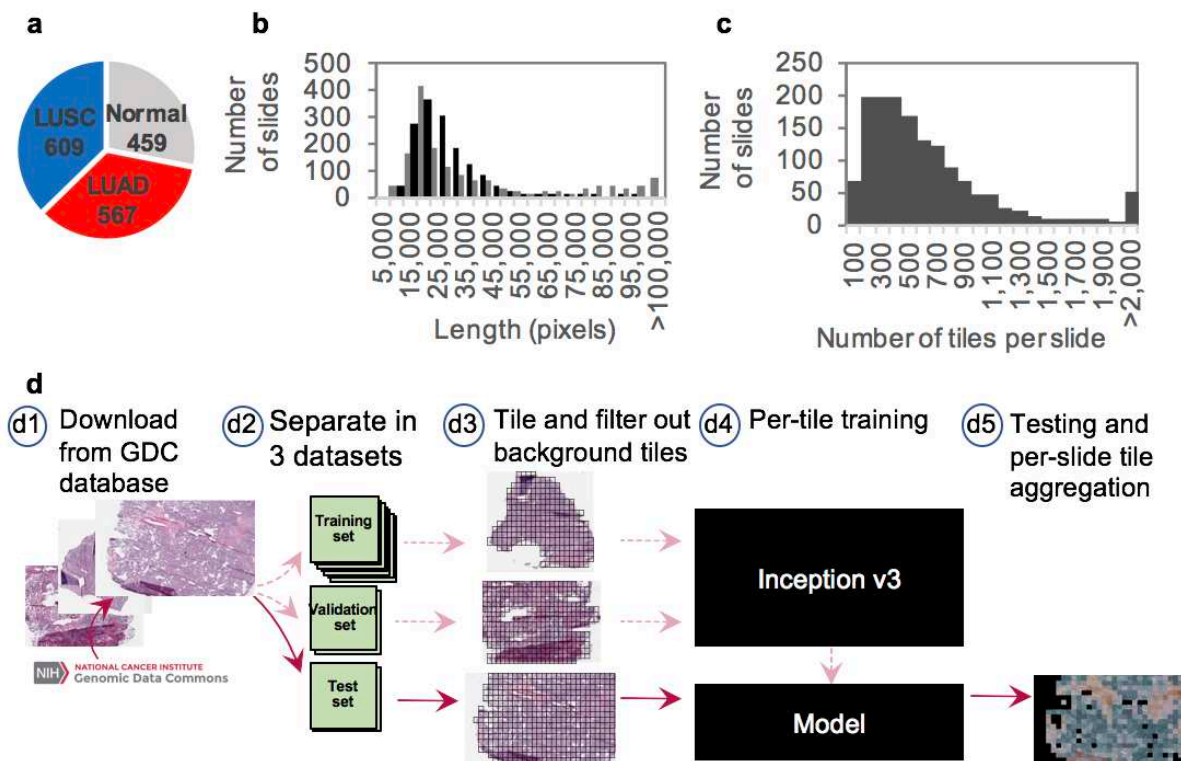 a
LUSC
609
Normal
459
LUAD
567
b
Number
of slides
500
400
300
200
100
0
5,000
15,000
25,000
35,000
45,000
55,000
65,000
75,000
85,000
95,000
>100,000
Length (pixels)
c
Number
of slides
250
200
150
100
50
0
100
300
500
700
900
1,100
1,300
1,500
1,700
1,900
>2,000
Number of tiles per slide
d
d1 Download
from GDC
database
d2 Separate in
3 datasets
d3 Tile and filter out
background tiles
d4 Per-tile training
d5 Testing and
per-slide tile
aggregation
Training
set
Validation
set
Test
set
Inception v3
Model
NIH NATIONAL CANCER INSTITUTE
Genomic Data Commons